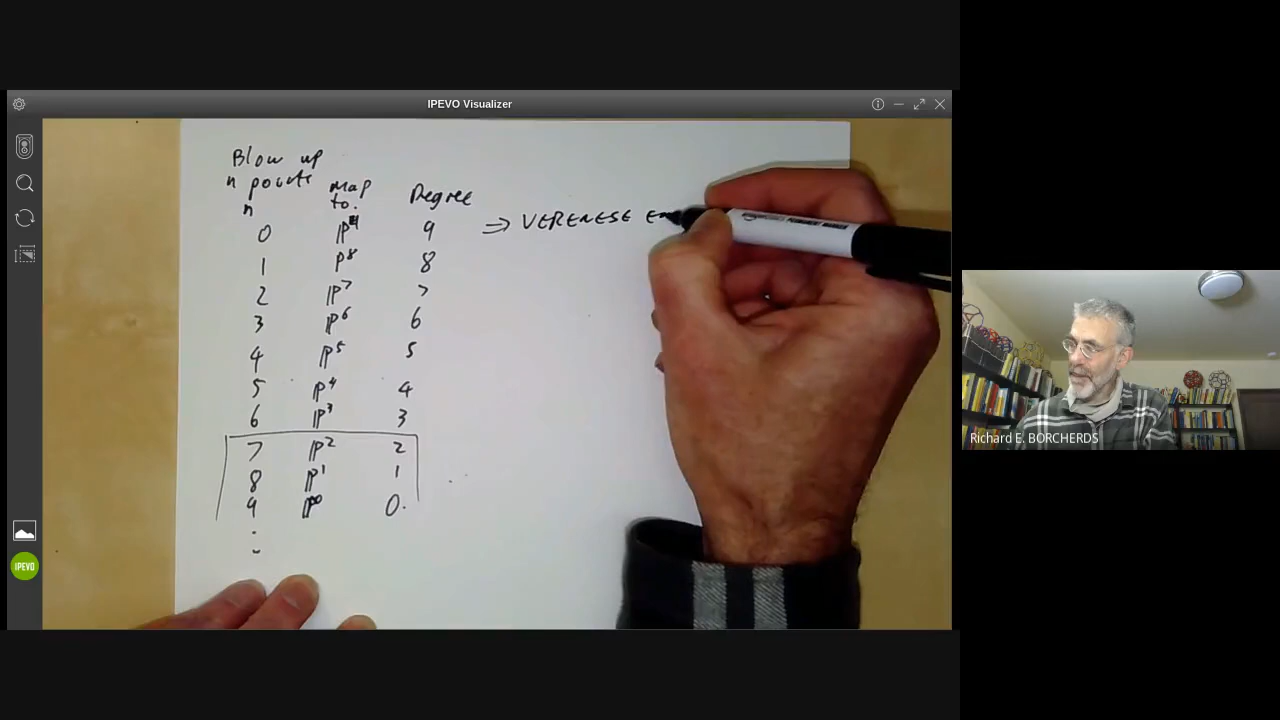 IPEVO Visualizer
Blow up
n points Map Degree
n to.
0 ℙ⁹ 9 ⇒ VERENESE
1 ℙ⁸ 8
2 ℙ⁷ 7
3 ℙ⁶ 6
4 ℙ⁵ 5
5 ℙ⁴ 4
6 ℙ³ 3
7 ℙ² 2
8 ℙ¹ 1
9 ℙ⁰ 0.
Richard E. BORCHERDS
IPEVO